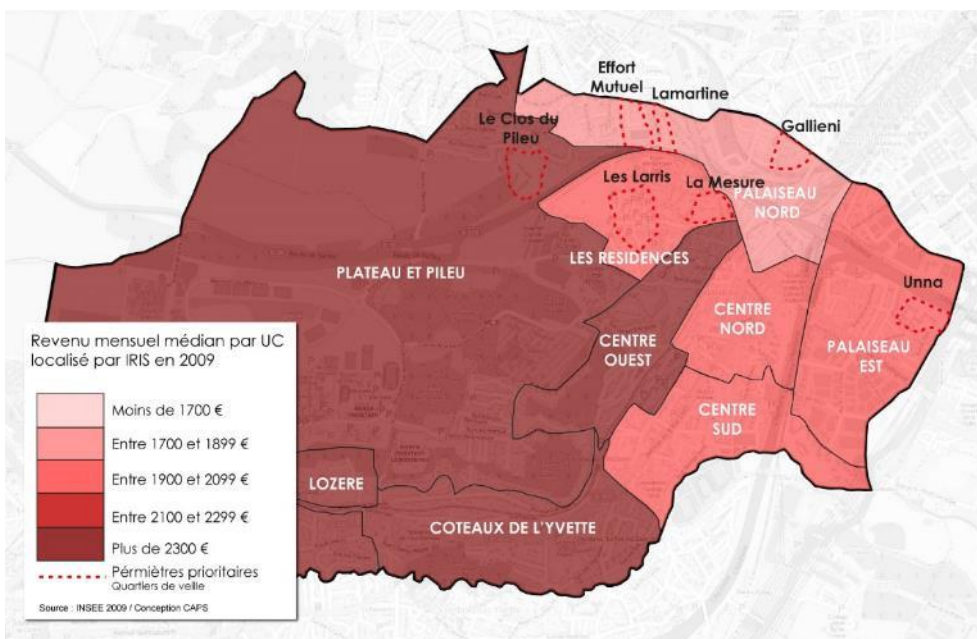 Effort
Mutuel
Lamartine
Gallieni
Le Clos du
Pileu
Les Larris
La Mesure
PALAISEAU
NORD
PLATEAU ET PILEU
LES RESIDENCES
Unna
CENTRE
NORD
CENTRE
OUEST
PALAISEAU
EST
CENTRE
SUD
LOZERE
COTEAUX DE L'YVETTE
Revenu mensuel médian par UC
localisé par IRIS en 2009
Moins de 1700 €
Entre 1700 et 1899 €
Entre 1900 et 2099 €
Entre 2100 et 2299 €
Plus de 2300 €
Pérmiètres prioritaires
Quartiers de veille
Source : INSEE 2009 / Conception CAPS